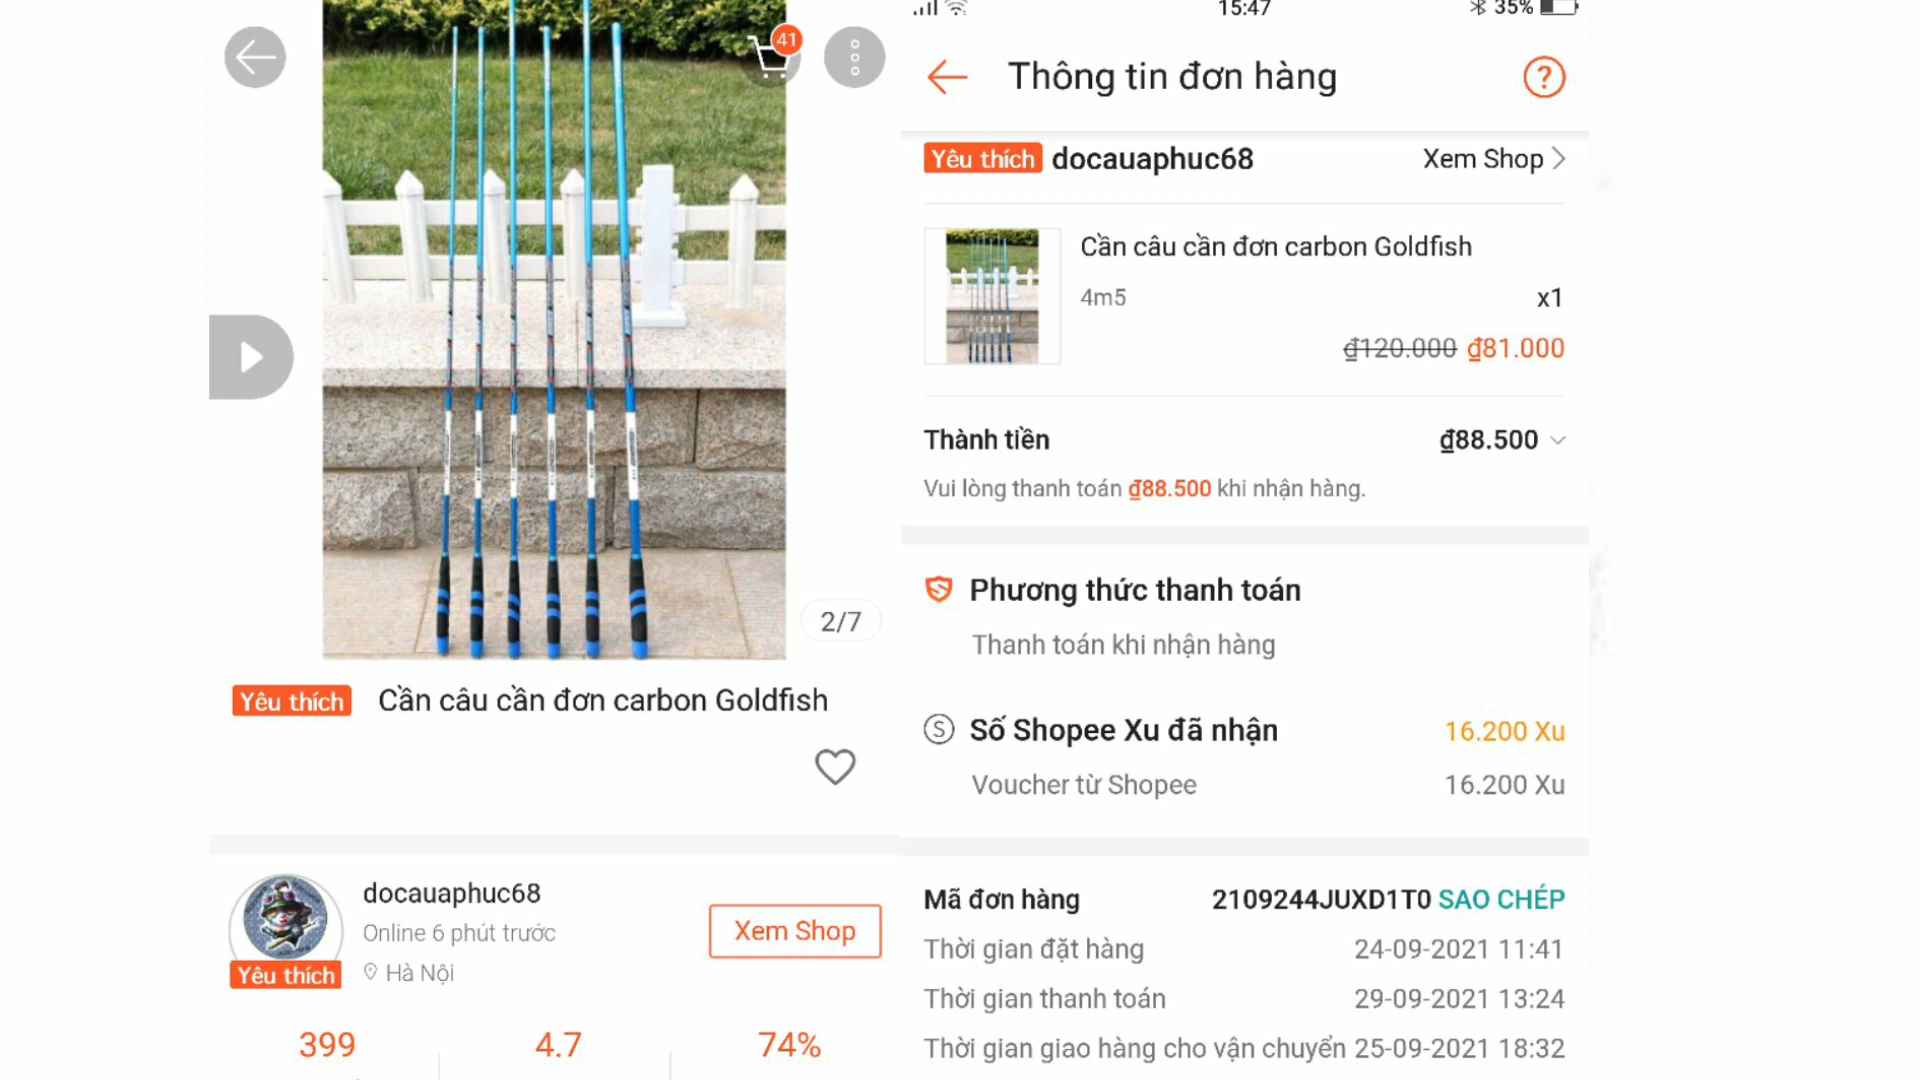 41
2/7
Yêu thích Cần câu cần đơn carbon Goldfish
docauaphuc68
Online 6 phút trước
Yêu thích Hà Nội
Xem Shop
399 4.7 74%
15:47 35%
Thông tin đơn hàng ?
Yêu thích docauaphuc68 Xem Shop
Cần câu cần đơn carbon Goldfish
4m5 x1
₫120.000 ₫81.000
Thành tiền ₫88.500
Vui lòng thanh toán ₫88.500 khi nhận hàng.
Phương thức thanh toán
Thanh toán khi nhận hàng
S Số Shopee Xu đã nhận 16.200 Xu
Voucher từ Shopee 16.200 Xu
Mã đơn hàng 2109244JUXD1T0 SAO CHÉP
Thời gian đặt hàng 24-09-2021 11:41
Thời gian thanh toán 29-09-2021 13:24
Thời gian giao hàng cho vận chuyển 25-09-2021 18:32